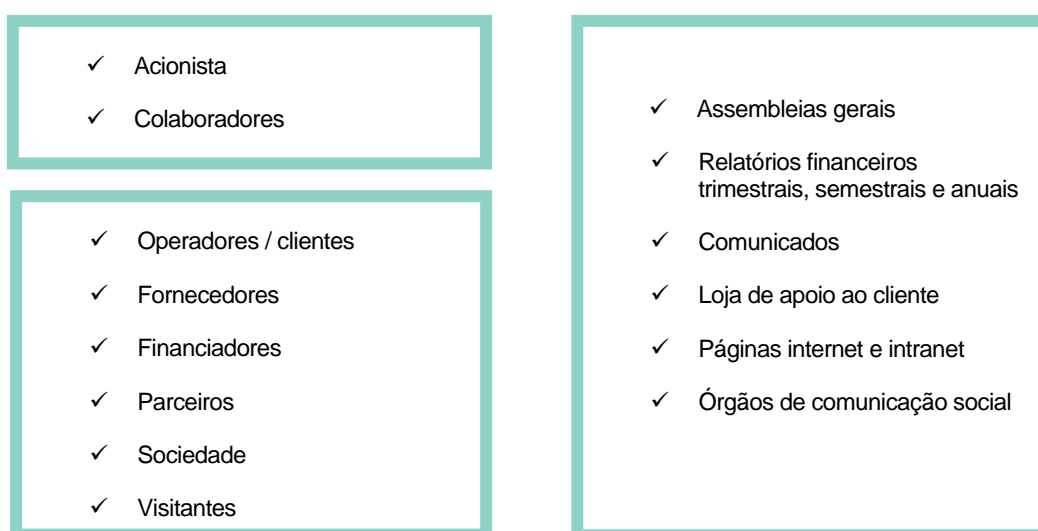 ✓ Acionista
✓ Colaboradores
✓ Operadores / clientes
✓ Fornecedores
✓ Financiadores
✓ Parceiros
✓ Sociedade
✓ Visitantes
✓ Assembleias gerais
✓ Relatórios financeiros
trimestrais, semestrais e anuais
✓ Comunicados
✓ Loja de apoio ao cliente
✓ Páginas internet e intranet
✓ Órgãos de comunicação social